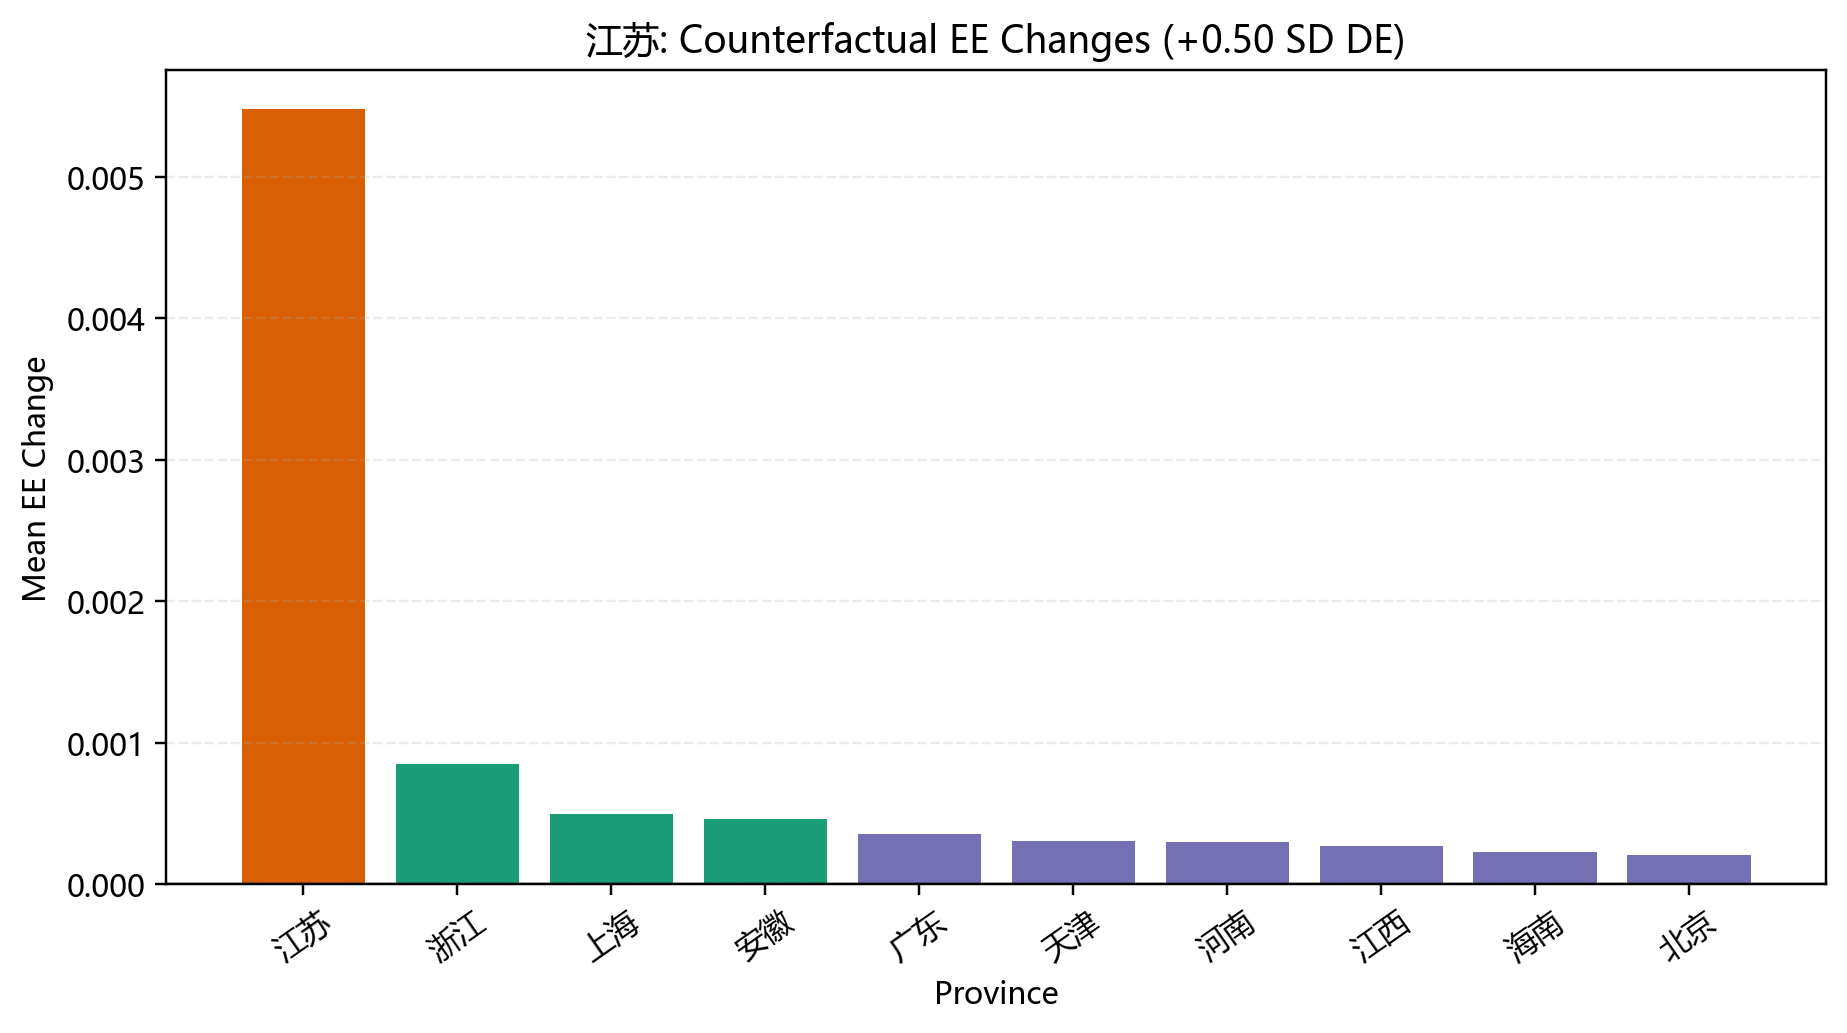 江苏: Counterfactual EE Changes (+0.50 SD DE)
Mean EE Change
0.005
0.004
0.003
0.002
0.001
0.000
江苏 浙江 上海 安徽 广东 天津 河南 江西 海南 北京
Province